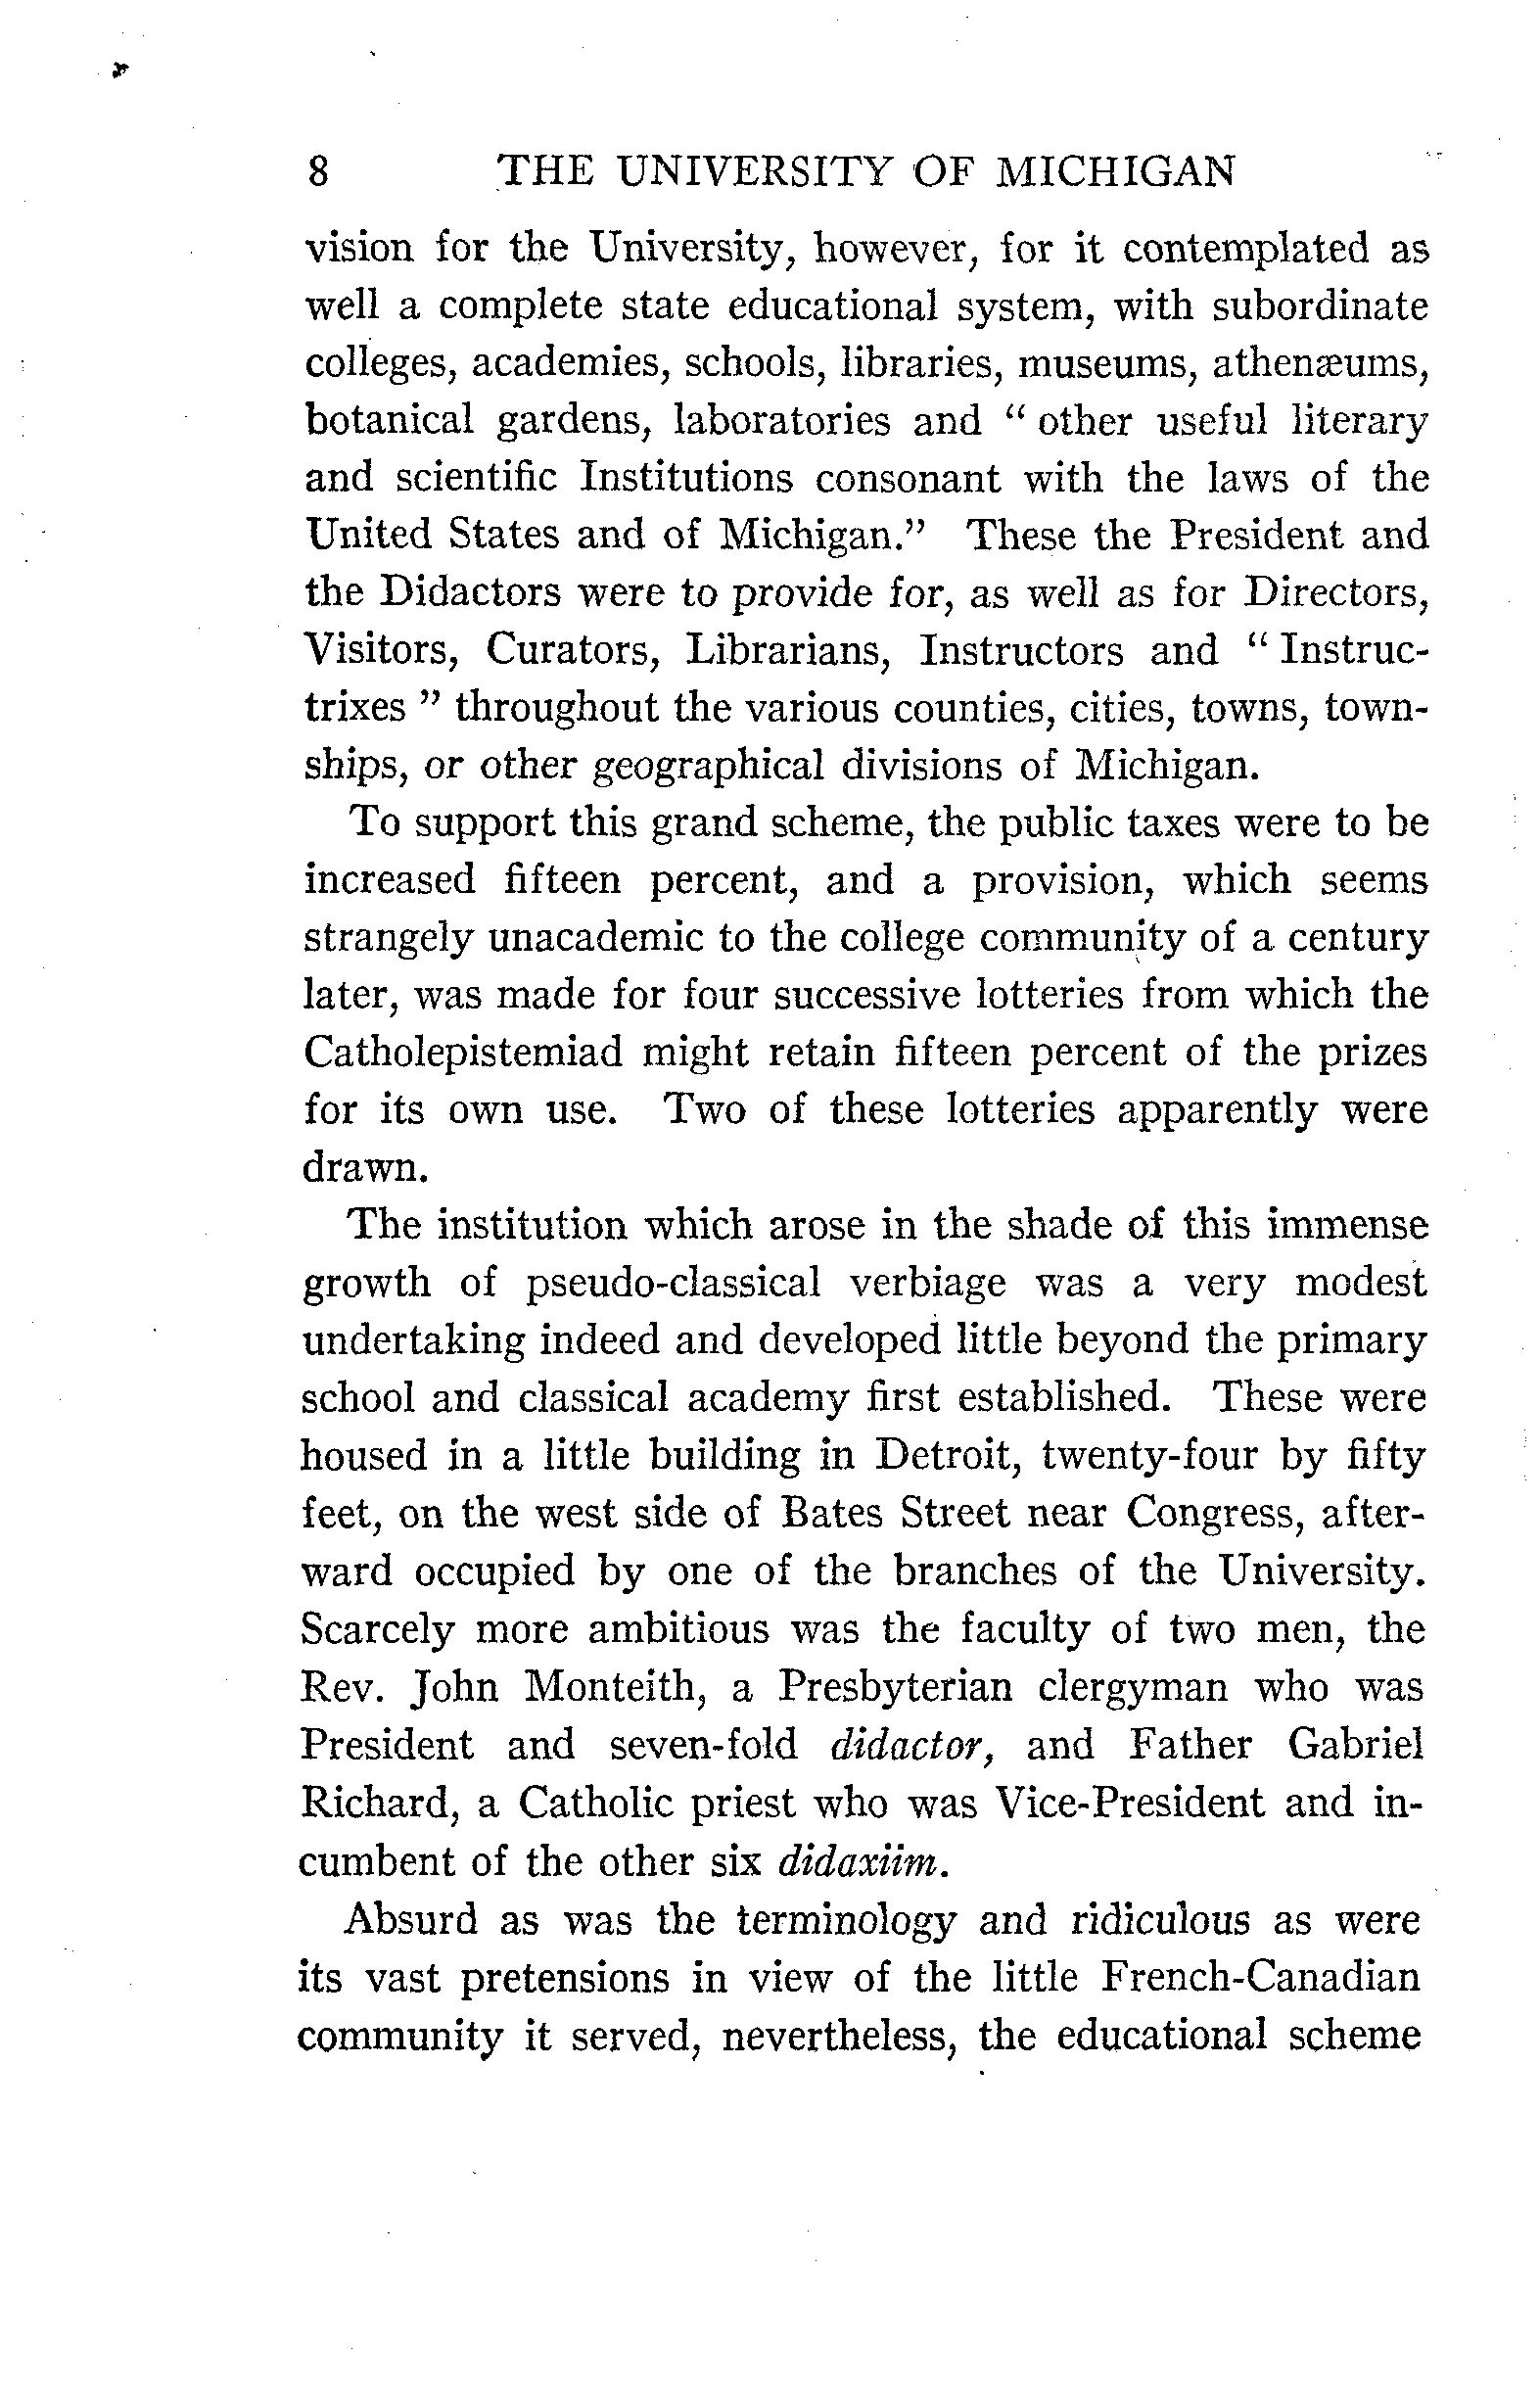 8 THE UNIVERSITY OF MICHIGAN
vision for the University, however, for it contemplated as
well a complete state educational system, with subordinate
colleges, academies, schools, libraries, museums, athenæums,
botanical gardens, laboratories and " other useful literary
and scientific Institutions consonant with the laws of the
United States and of Michigan." These the President and
the Didactors were to provide for, as well as for Directors,
Visitors, Curators, Librarians, Instructors and " Instruc-
trixes " throughout the various counties, cities, towns, town-
ships, or other geographical divisions of Michigan.
To support this grand scheme, the public taxes were to be
increased fifteen percent, and a provision, which seems
strangely unacademic to the college community of a century
later, was made for four successive lotteries from which the
Catholepistemiad might retain fifteen percent of the prizes
for its own use. Two of these lotteries apparently were
drawn.
The institution which arose in the shade of this immense
growth of pseudo-classical verbiage was a very modest
undertaking indeed and developed little beyond the primary
school and classical academy first established. These were
housed in a little building in Detroit, twenty-four by fifty
feet, on the west side of Bates Street near Congress, after-
ward occupied by one of the branches of the University.
Scarcely more ambitious was the faculty of two men, the
Rev. John Monteith, a Presbyterian clergyman who was
President and seven-fold didactor, and Father Gabriel
Richard, a Catholic priest who was Vice-President and in-
cumbent of the other six didaxiim.
Absurd as was the terminology and ridiculous as were
its vast pretensions in view of the little French-Canadian
community it served, nevertheless, the educational scheme